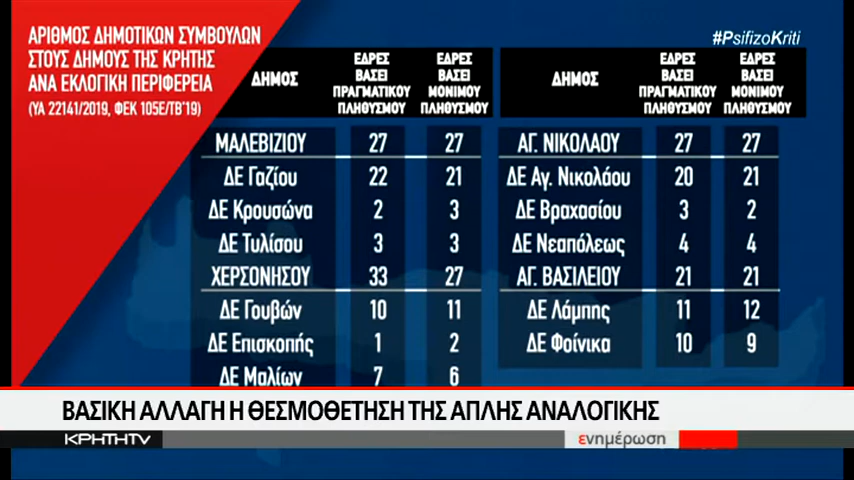 ΑΡΙΘΜΟΣ ΔΗΜΟΤΙΚΩΝ ΣΥΜΒΟΥΛΩΝ
ΣΤΟΥΣ ΔΗΜΟΥΣ ΤΗΣ ΚΡΗΤΗΣ
ΑΝΑ ΕΚΛΟΓΙΚΗ ΠΕΡΙΦΕΡΕΙΑ
(ΥΑ 22141/2019, ΦΕΚ 105Ε/ΤΒ'19)
#PsifizoKriti
ΔΗΜΟΣ ΕΔΡΕΣ ΒΑΣΕΙ ΠΡΑΓΜΑΤΙΚΟΥ ΠΛΗΘΥΣΜΟΥ ΕΔΡΕΣ ΒΑΣΕΙ ΜΟΝΙΜΟΥ ΠΛΗΘΥΣΜΟΥ
ΜΑΛΕΒΙΖΙΟΥ 27 27
ΔΕ Γαζίου 22 21
ΔΕ Κρουσώνα 2 3
ΔΕ Τυλίσου 3 3
ΧΕΡΣΟΝΗΣΟΥ 33 27
ΔΕ Γουβών 10 11
ΔΕ Επισκοπής 1 2
ΔΕ Μαλίων 7 6
ΔΗΜΟΣ ΕΔΡΕΣ ΒΑΣΕΙ ΠΡΑΓΜΑΤΙΚΟΥ ΠΛΗΘΥΣΜΟΥ ΕΔΡΕΣ ΒΑΣΕΙ ΜΟΝΙΜΟΥ ΠΛΗΘΥΣΜΟΥ
ΑΓ. ΝΙΚΟΛΑΟΥ 27 27
ΔΕ Αγ. Νικολάου 20 21
ΔΕ Βραχασίου 3 2
ΔΕ Νεαπόλεως 4 4
ΑΓ. ΒΑΣΙΛΕΙΟΥ 21 21
ΔΕ Λάμπης 11 12
ΔΕ Φοίνικα 10 9
ΒΑΣΙΚΗ ΑΛΛΑΓΗ Η ΘΕΣΜΟΘΕΤΗΣΗ ΤΗΣ ΑΠΛΗΣ ΑΝΑΛΟΓΙΚΗΣ
ΚΡΗΤΗTV
ενημέρωση